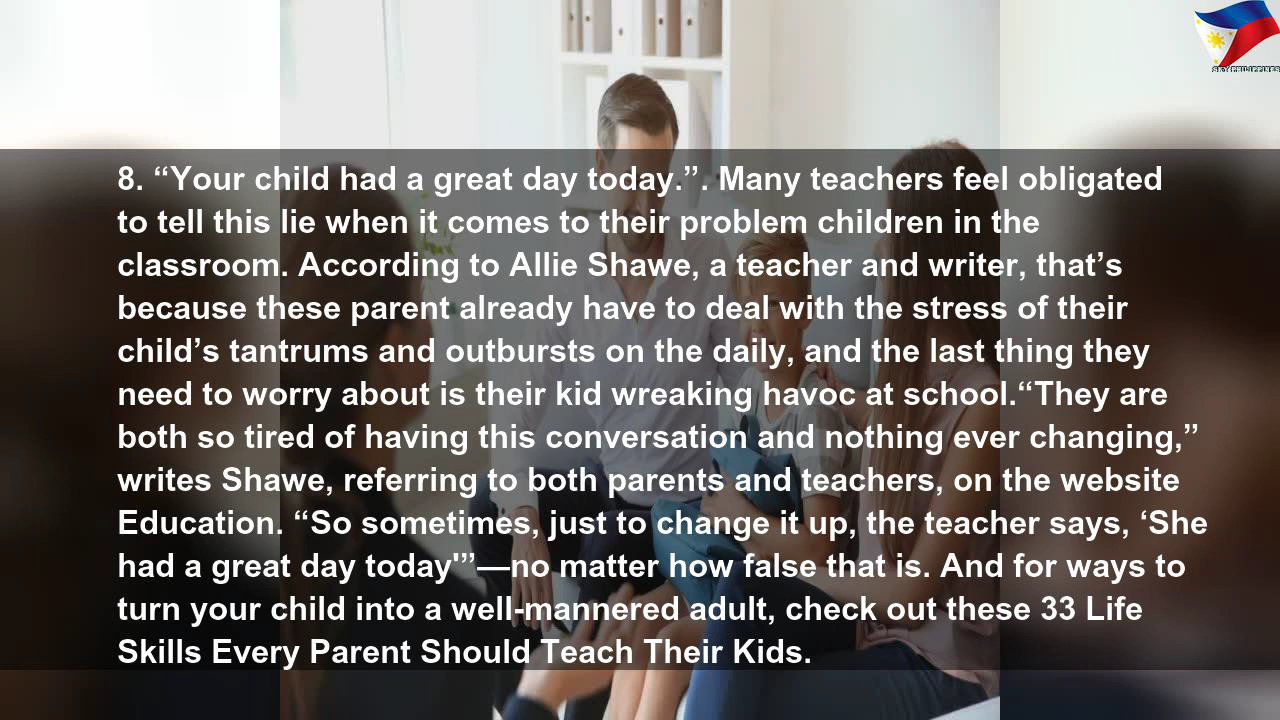 8. “Your child had a great day today.”. Many teachers feel obligated
to tell this lie when it comes to their problem children in the
classroom. According to Allie Shawe, a teacher and writer, that’s
because these parent already have to deal with the stress of their
child’s tantrums and outbursts on the daily, and the last thing they
need to worry about is their kid wreaking havoc at school.“They are
both so tired of having this conversation and nothing ever changing,”
writes Shawe, referring to both parents and teachers, on the website
Education. “So sometimes, just to change it up, the teacher says, ‘She
had a great day today'”—no matter how false that is. And for ways to
turn your child into a well-mannered adult, check out these 33 Life
Skills Every Parent Should Teach Their Kids.